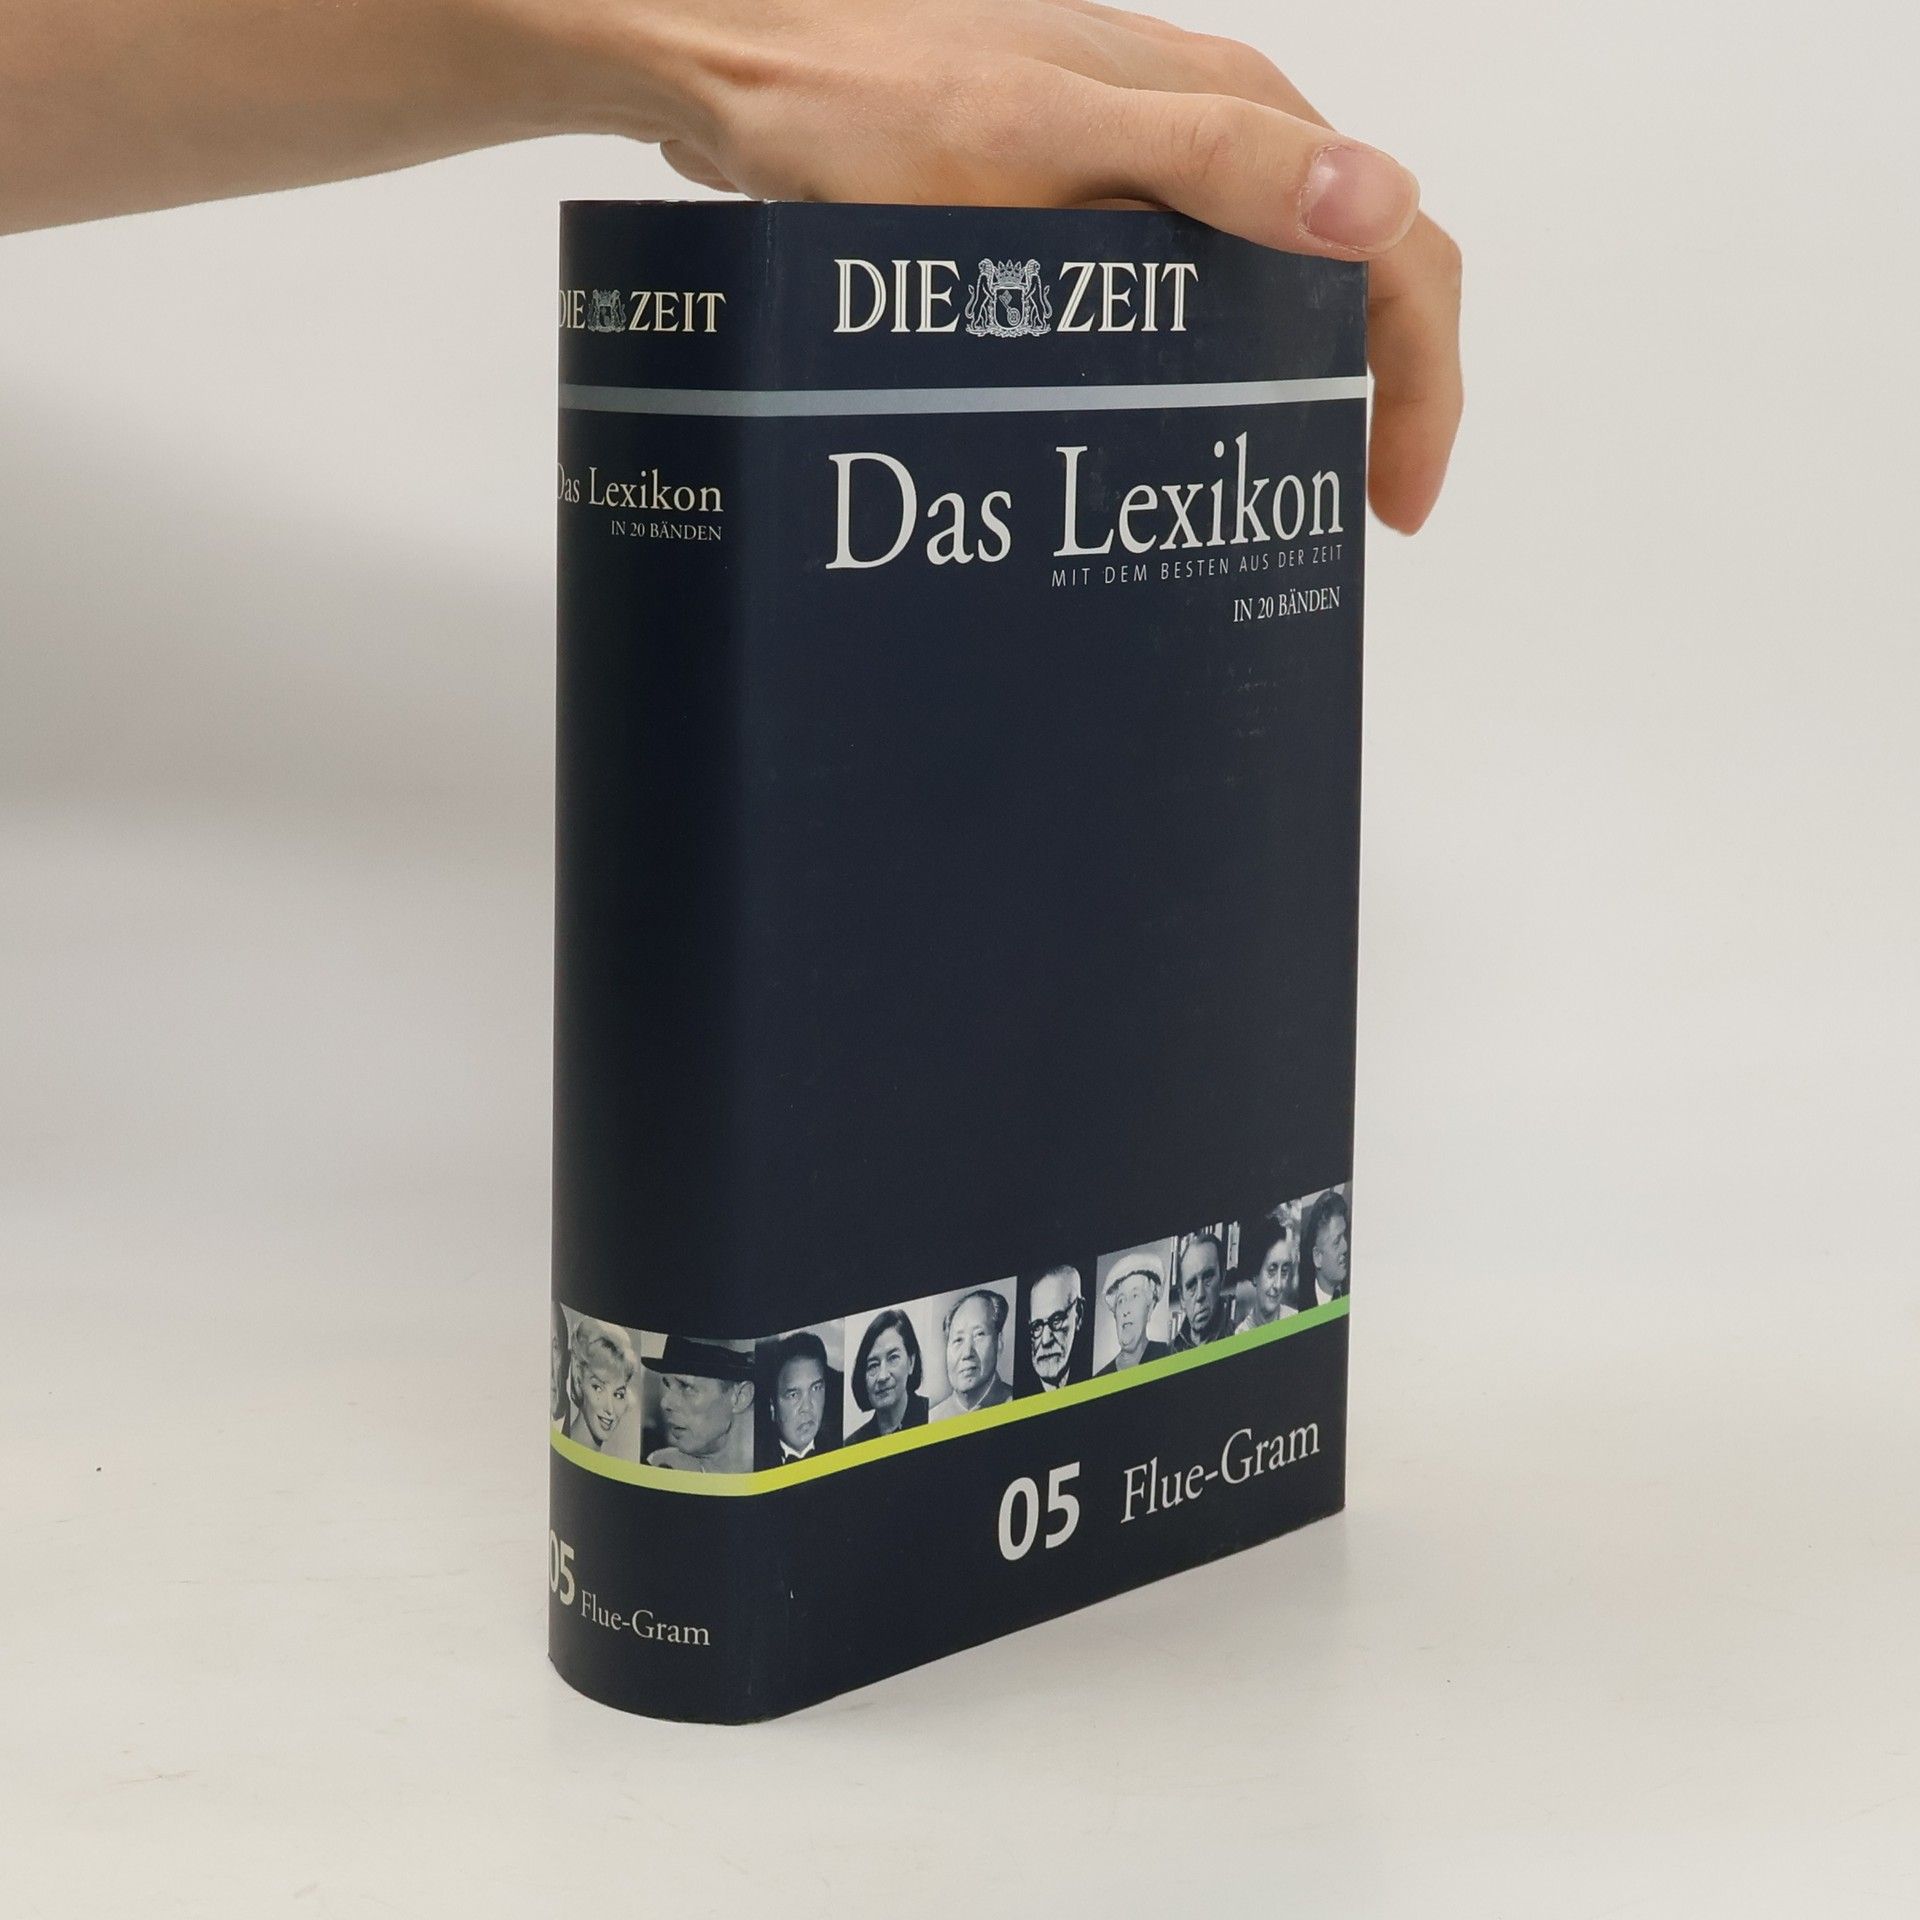 DIE ZEIT
Das Lexikon
IN 20 BÄNDEN
05 Flue-Gram
DIE ZEIT
Das Lexikon
MIT DEM BESTEN AUS DER ZEIT
IN 20 BÄNDEN
05 Flue-Gram